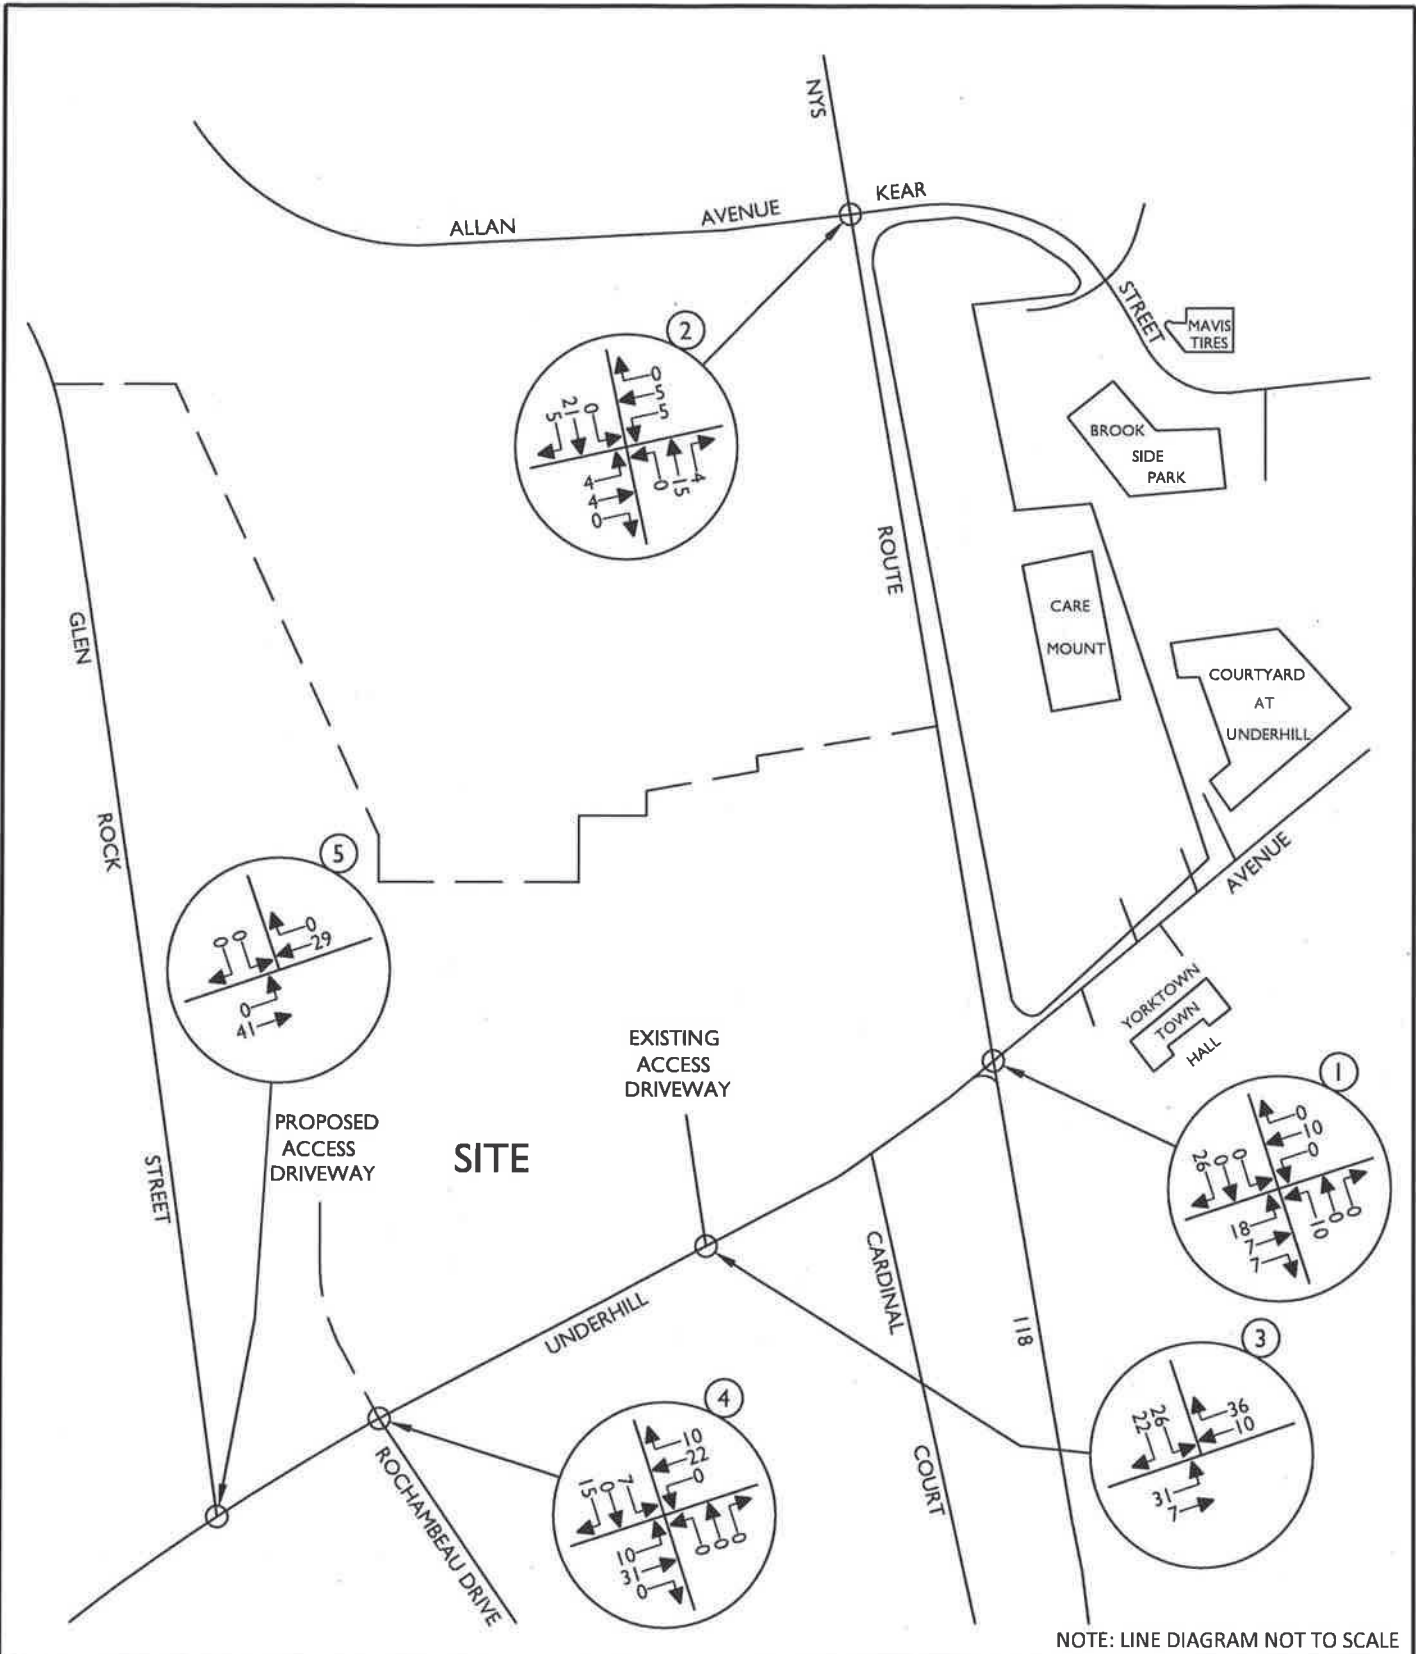 NYS
KEAR
ALLAN
AVENUE
STREET
MAVIS
TIRES
2
0
5
5
5
21
0
4
4
0
0
15
4
BROOK
SIDE
PARK
ROUTE
CARE
MOUNT
GLEN
COURTYARD
AT
UNDERHILL
ROCK
5
0
29
0
0
0
41
AVENUE
YORKTOWN
TOWN
HALL
EXISTING
ACCESS
DRIVEWAY
1
0
10
0
26
0
0
18
7
7
10
0
0
PROPOSED
ACCESS
DRIVEWAY
SITE
STREET
CARDINAL
UNDERHILL
118
3
36
10
22
26
31
7
4
10
22
0
15
0
7
10
31
0
0
0
0
COURT
ROCHAMBEAU DRIVE
NOTE: LINE DIAGRAM NOT TO SCALE